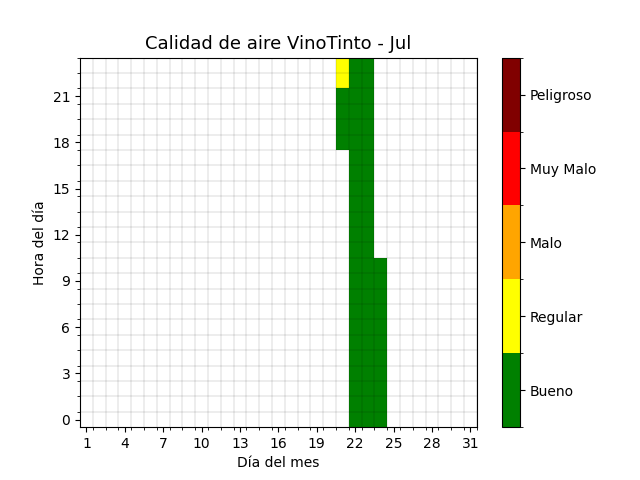 Calidad de aire VinoTinto - Jul
Hora del día
21
18
15
12
9
6
3
0
1 4 7 10 13 16 19 22 25 28 31
Día del mes
Peligroso
Muy Malo
Malo
Regular
Bueno